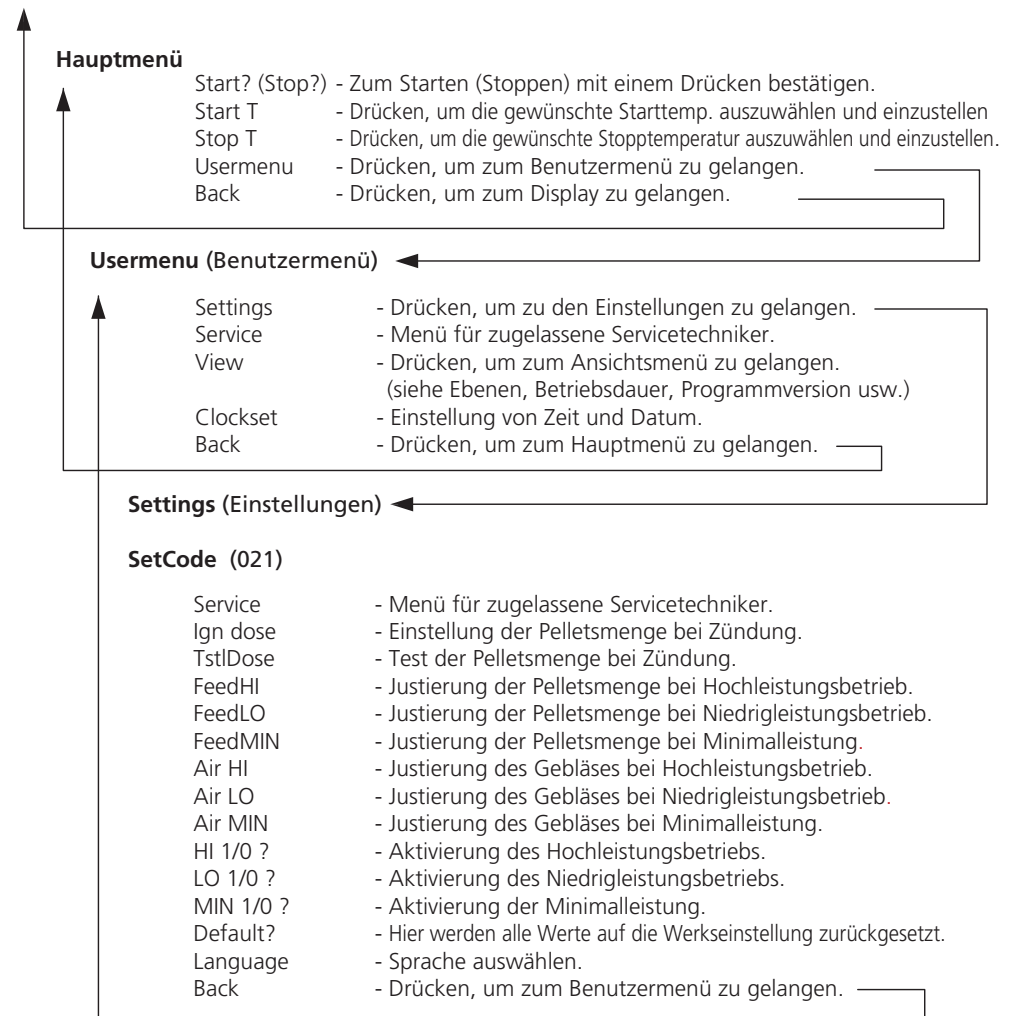 Hauptmenü
Start? (Stop?) - Zum Starten (Stoppen) mit einem Drücken bestätigen.
Start T - Drücken, um die gewünschte Starttemp. auszuwählen und einzustellen
Stop T - Drücken, um die gewünschte Stopptemperatur auszuwählen und einzustellen.
Usermenu - Drücken, um zum Benutzermenü zu gelangen.
Back - Drücken, um zum Display zu gelangen.
Usermenu (Benutzermenü)
Settings - Drücken, um zu den Einstellungen zu gelangen.
Service - Menü für zugelassene Servicetechniker.
View - Drücken, um zum Ansichtsmenü zu gelangen.
(siehe Ebenen, Betriebsdauer, Programmversion usw.)
Clockset - Einstellung von Zeit und Datum.
Back - Drücken, um zum Hauptmenü zu gelangen.
Settings (Einstellungen)
SetCode (021)
Service - Menü für zugelassene Servicetechniker.
Ign dose - Einstellung der Pelletsmenge bei Zündung.
TstlDose - Test der Pelletsmenge bei Zündung.
FeedHI - Justierung der Pelletsmenge bei Hochleistungsbetrieb.
FeedLO - Justierung der Pelletsmenge bei Niedrigleistungsbetrieb.
FeedMIN - Justierung der Pelletsmenge bei Minimalleistung.
Air HI - Justierung des Gebläses bei Hochleistungsbetrieb.
Air LO - Justierung des Gebläses bei Niedrigleistungsbetrieb.
Air MIN - Justierung des Gebläses bei Minimalleistung.
HI 1/0 ? - Aktivierung des Hochleistungsbetriebs.
LO 1/0 ? - Aktivierung des Niedrigleistungsbetriebs.
MIN 1/0 ? - Aktivierung der Minimalleistung.
Default? - Hier werden alle Werte auf die Werkseinstellung zurückgesetzt.
Language - Sprache auswählen.
Back - Drücken, um zum Benutzermenü zu gelangen.